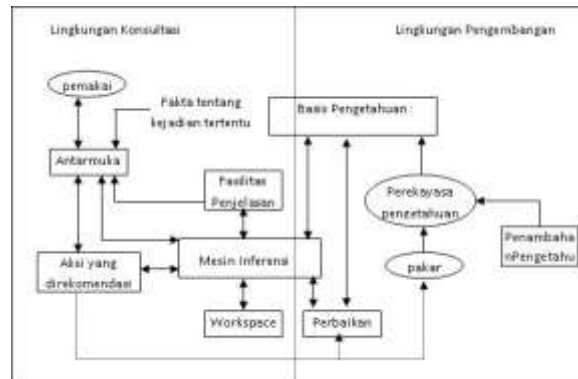 Lingkungan Konsultasi
Lingkungan Pengembangan
pemakai
Fakta tentang
kejadian tertentu
Basis Pengetahuan :
Antarmuka
Fasilitas
Penjelasan
Perekayasa
pengetahuan
Penambaha
nPengetahu
Aksi yang
direkomendasi
Mesin Inferensi
pakar
Workspace
Perbaikan